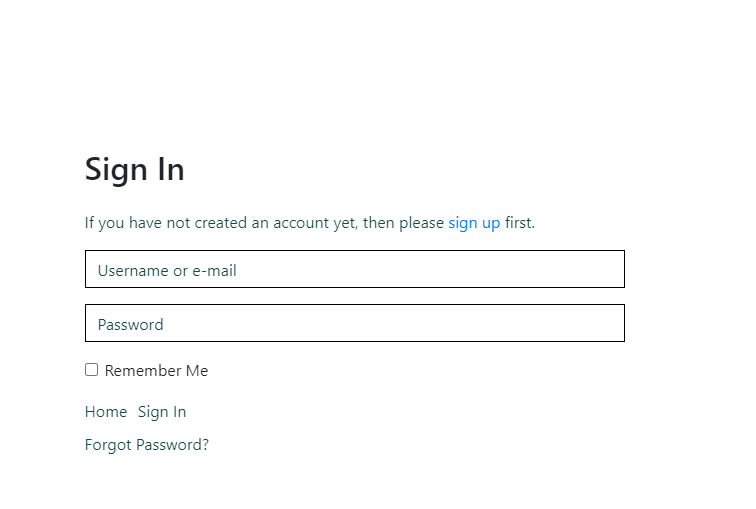 Sign In
If you have not created an account yet, then please sign up first.
Username or e-mail
Password
Remember Me
Home Sign In
Forgot Password?